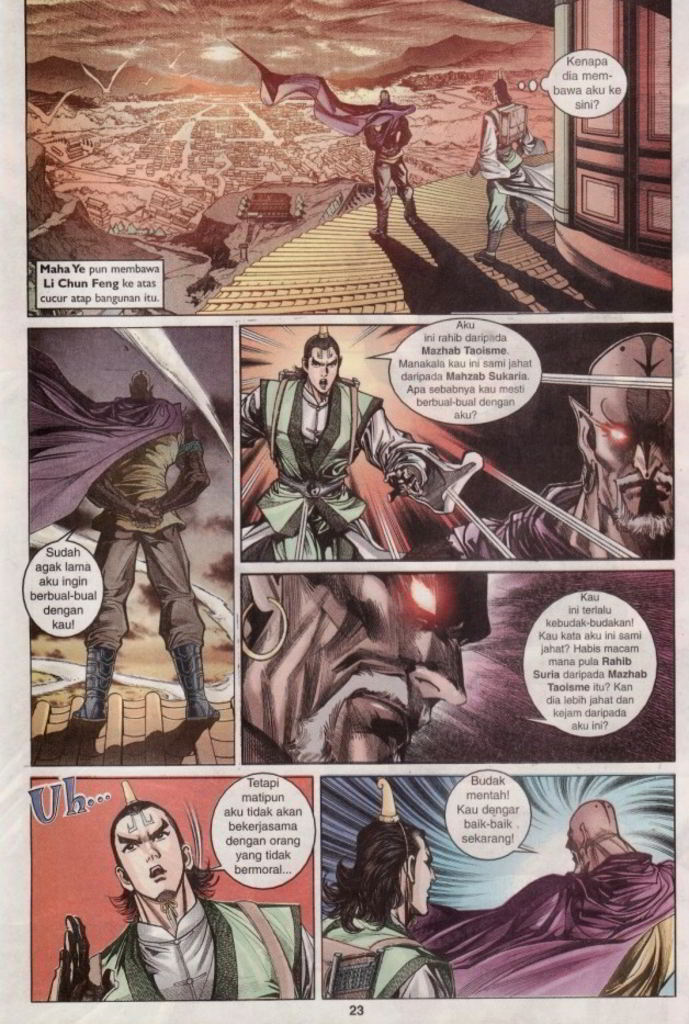 Kenapa
dia mem-
bawa aku ke
sini?
Maha Ye pun membawa
Li Chun Feng ke atas
cucur atap bangunan itu.
Sudah
agak lama
aku ingin
berbual-bual
dengan
kau!
Aku
ini rahib daripada
Mazhab Taoisme.
Manakala kau ini sami jahat
daripada Mahzab Sukaria.
Apa sebabnya kau mesti
berbual-bual dengan
aku?
Kau
ini terlalu
kebudak-budakan!
Kau kata aku ini sami
jahat? Habis macam
mana pula Rahib
Suria daripada Mazhab
Taoisme itu? Kan
dia lebih jahat dan
kejam daripada
aku ini?
Uh...
Tetapi
matipun
aku tidak akan
bekerjasama
dengan orang
yang tidak
bermoral...
Budak
mentah!
Kau dengar
baik-baik
sekarang!
23